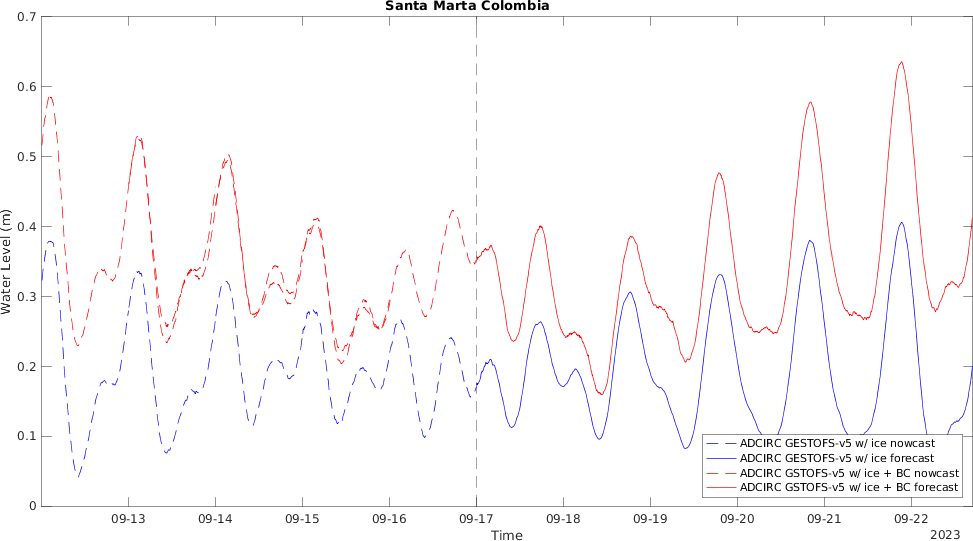 Santa Marta Colombia
0.7
0.6
0.5
0.4
0.3
0.2
0.1
0
Water Level (m)
ADCIRC GESTOFS-v5 w/ ice nowcast
ADCIRC GESTOFS-v5 w/ ice forecast
ADCIRC GSTOFS-v5 w/ ice + BC nowcast
ADCIRC GSTOFS-v5 w/ ice + BC forecast
09-13 09-14 09-15 09-16 09-17 09-18 09-19 09-20 09-21 09-22
Time
2023